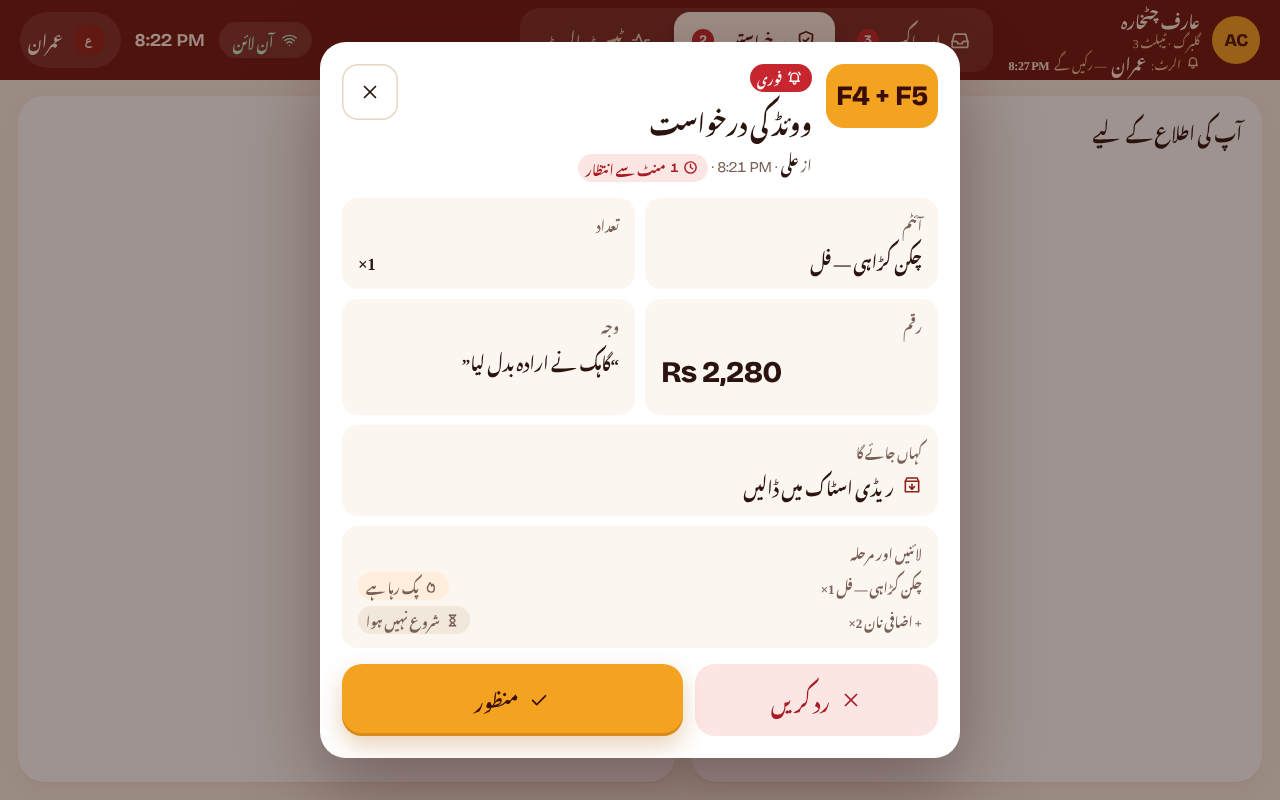 AC
عارف چٹخارہ
گلبرگ · ٹیبلٹ 3
الرٹ: عمران — رکیں گے 8:27 PM
3
2
8:22 PM
آن لائن
ع
عمران
آپ کی اطلاع کے لیے
F4 + F5
فوری
ووئڈ کی درخواست
از علی · 8:21 PM · 1 منٹ سے انتظار
آئٹم
چکن کڑاہی — فل
تعداد
×1
رقم
Rs 2,280
وجہ
“گاہک نے ارادہ بدل لیا”
کہاں جائے گا
ریڈی اسٹاک میں ڈالیں
لائنیں اور مرحلہ
چکن کڑاہی — فل ×1
پک رہا ہے
+ اضافی نان ×2
شروع نہیں ہوا
رد کریں
منظور